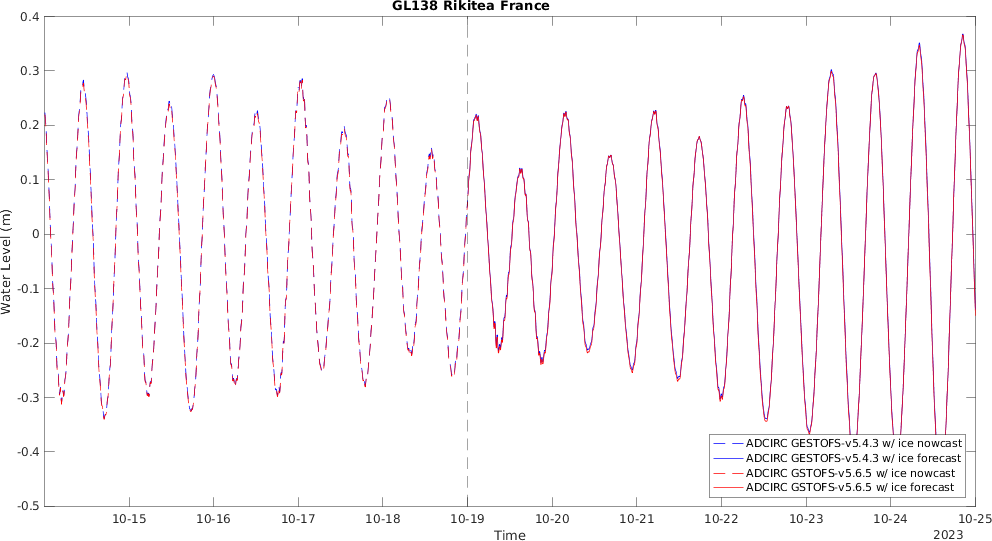 GL138 Rikitea France
0.4
0.3
0.2
0.1
0
-0.1
-0.2
-0.3
-0.4
-0.5
Water Level (m)
ADCIRC GESTOFS-v5.4.3 w/ ice nowcast
ADCIRC GESTOFS-v5.4.3 w/ ice forecast
ADCIRC GSTOFS-v5.6.5 w/ ice nowcast
ADCIRC GSTOFS-v5.6.5 w/ ice forecast
10-15 10-16 10-17 10-18 10-19 10-20 10-21 10-22 10-23 10-24 10-25
Time
2023